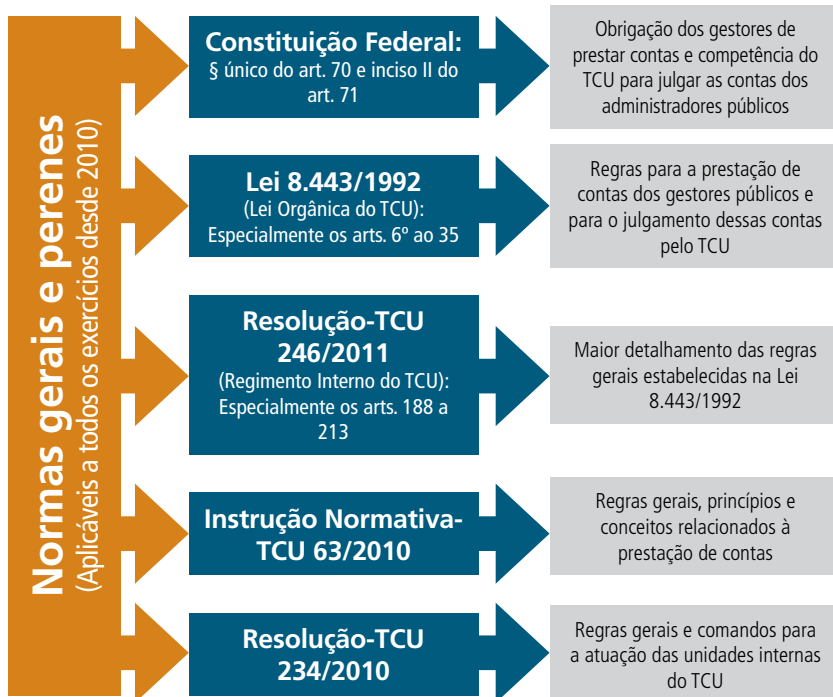 Normas gerais e perenes
(Aplicáveis a todos os exercícios desde 2010)
Constituição Federal:
§ único do art. 70 e inciso II do
art. 71
Obrigação dos gestores de
prestar contas e competência do
TCU para julgar as contas dos
administradores públicos
Lei 8.443/1992
(Lei Orgânica do TCU):
Especialmente os arts. 6º ao 35
Regras para a prestação de
contas dos gestores públicos e
para o julgamento dessas contas
pelo TCU
Resolução-TCU
246/2011
(Regimento Interno do TCU):
Especialmente os arts. 188 a
213
Maior detalhamento das regras
gerais estabelecidas na Lei
8.443/1992
Instrução Normativa-
TCU 63/2010
Regras gerais, princípios e
conceitos relacionados à
prestação de contas
Resolução-TCU
234/2010
Regras gerais e comandos para
a atuação das unidades internas
do TCU